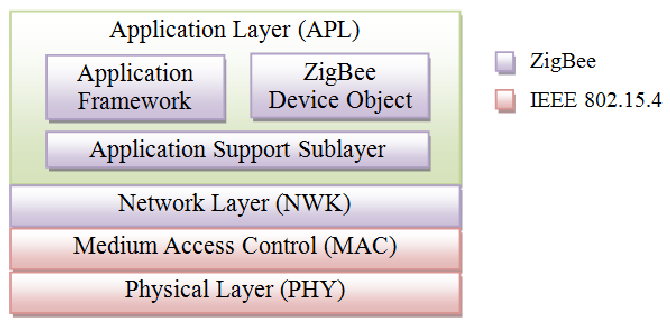 Application Layer (APL)
Application
Framework
ZigBee
Device Object
Application Support Sublayer
Network Layer (NWK)
Medium Access Control (MAC)
Physical Layer (PHY)
ZigBee
IEEE 802.15.4